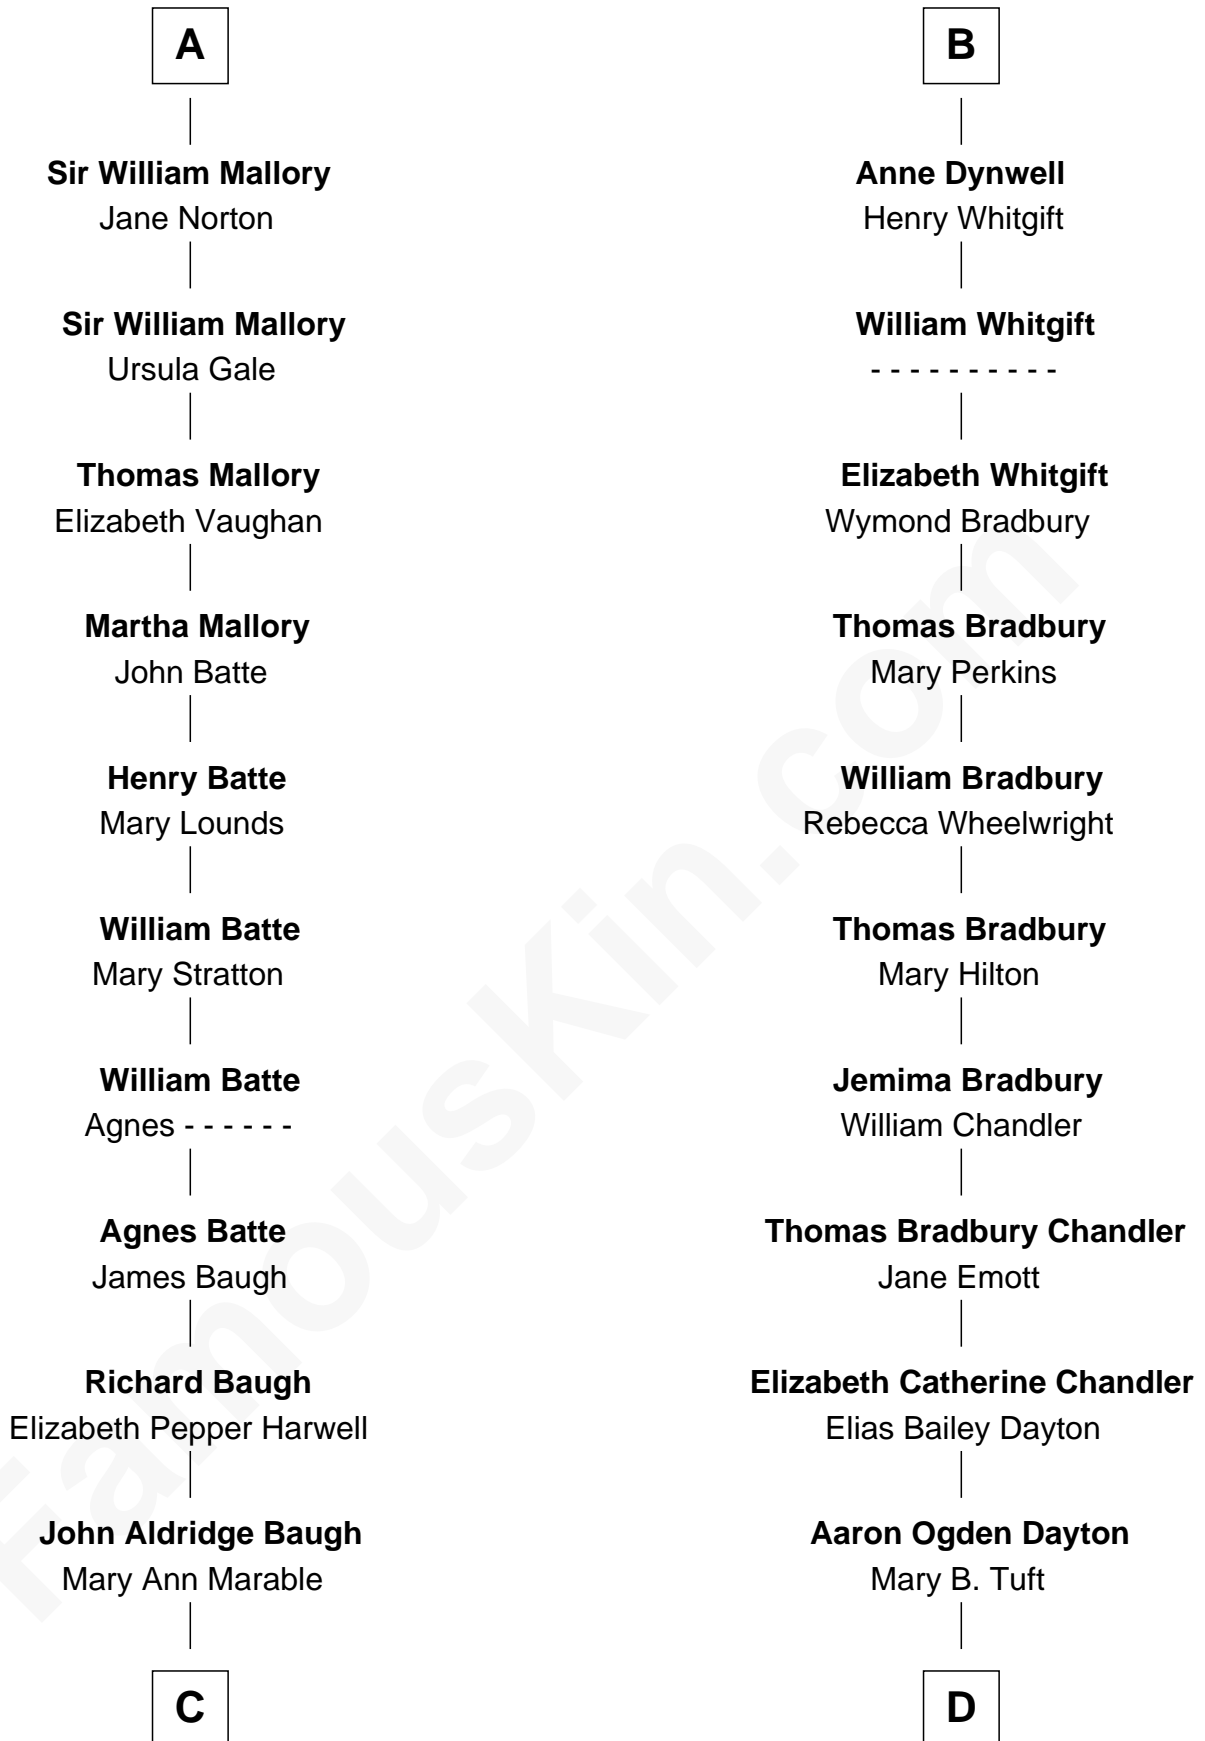 A
Sir William Mallory
Jane Norton
Sir William Mallory
Ursula Gale
Thomas Mallory
Elizabeth Vaughan
Martha Mallory
John Batte
Henry Batte
Mary Lounds
William Batte
Mary Stratton
William Batte
Agnes - - - - - -
Agnes Batte
James Baugh
Richard Baugh
Elizabeth Pepper Harwell
John Aldridge Baugh
Mary Ann Marable
C
B
Anne Dynwell
Henry Whitgift
William Whitgift
- - - - - - - - - -
Elizabeth Whitgift
Wymond Bradbury
Thomas Bradbury
Mary Perkins
William Bradbury
Rebecca Wheelwright
Thomas Bradbury
Mary Hilton
Jemima Bradbury
William Chandler
Thomas Bradbury Chandler
Jane Emott
Elizabeth Catherine Chandler
Elias Bailey Dayton
Aaron Ogden Dayton
Mary B. Tuft
D
FamousKin.com